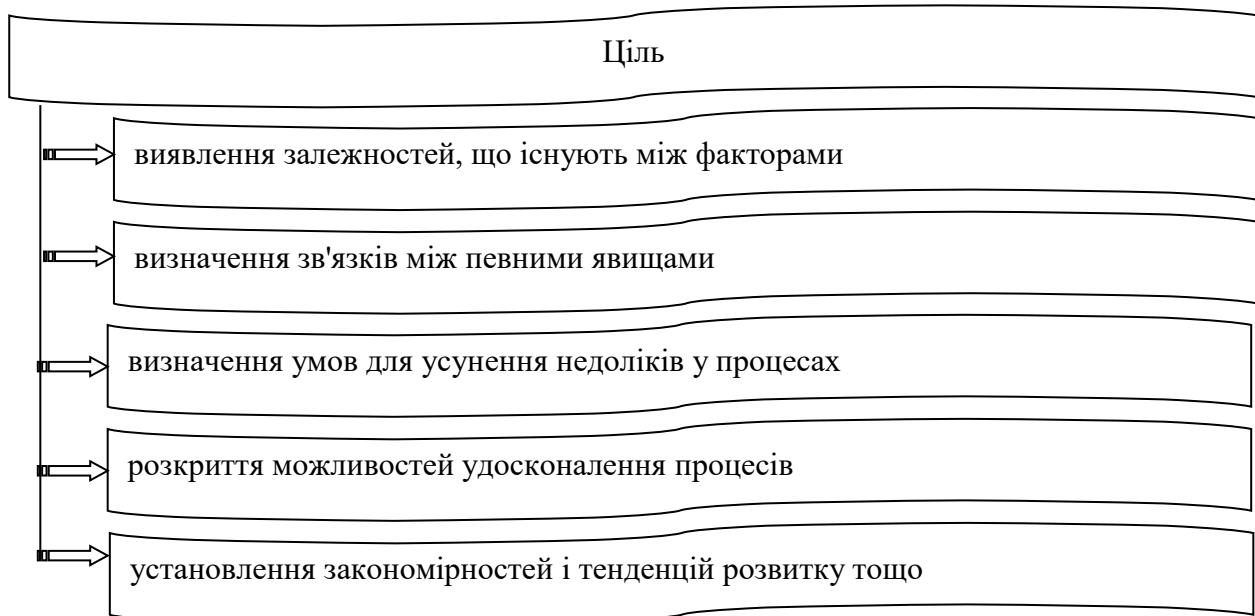 Ціль
виявлення залежностей, що існують між факторами
визначення зв'язків між певними явищами
визначення умов для усунення недоліків у процесах
розкриття можливостей удосконалення процесів
установлення закономірностей і тенденцій розвитку тощо